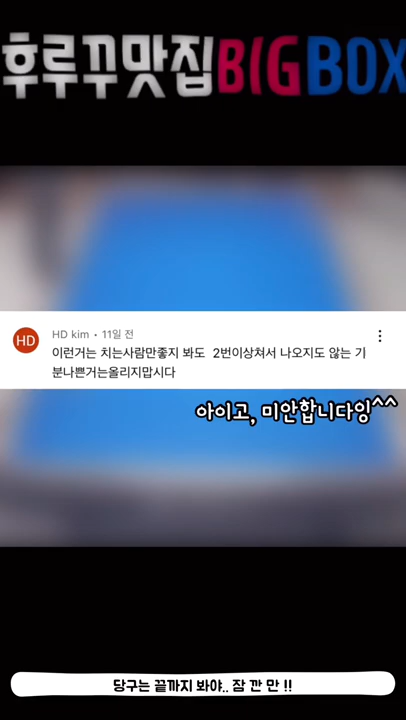 후루꾸맛집BIGBOX
HD
HD kim • 11일 전
이런거는 치는사람만좋지 봐도  2번이상쳐서 나오지도 않는 기
분나쁜거는올리지맙시다
아이고, 미안합니다잉^^
당구는 끝까지 봐야.. 잠 깐 만 !!